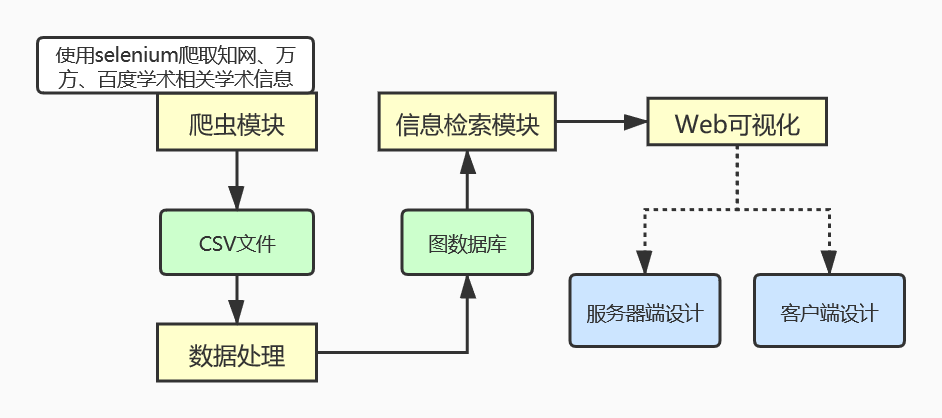 使用selenium爬取知网、万
方、百度学术相关学术信息
爬虫模块
CSV文件
数据处理
图数据库
信息检索模块
Web可视化
服务器端设计
客户端设计